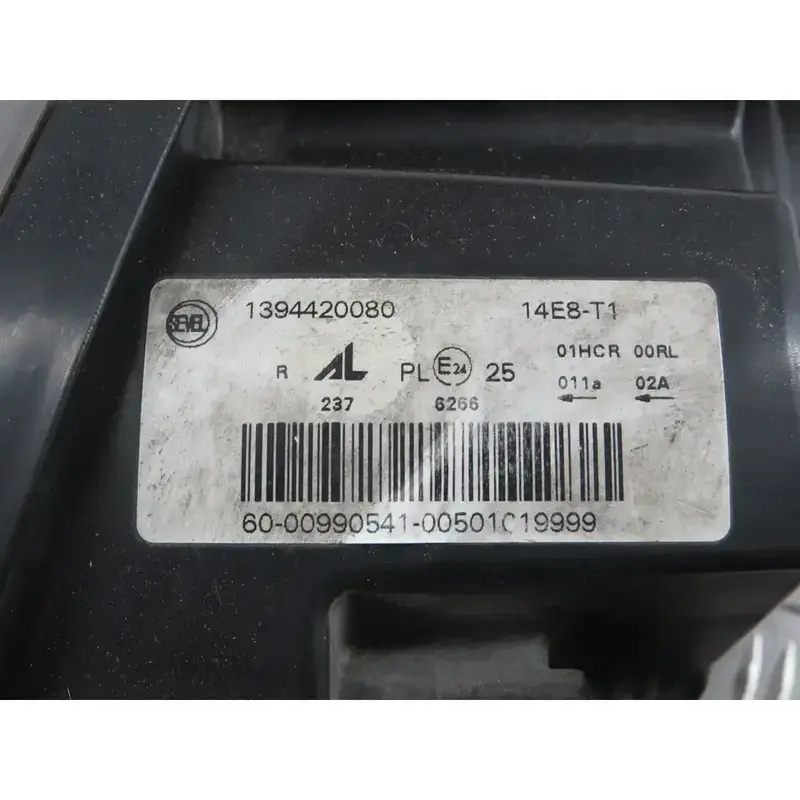 SEVEL 1394420080 14E8-T1
01HCR 00RL
R AL PL E24 25 011a 02A
237 6266
60-00990541-00501019999